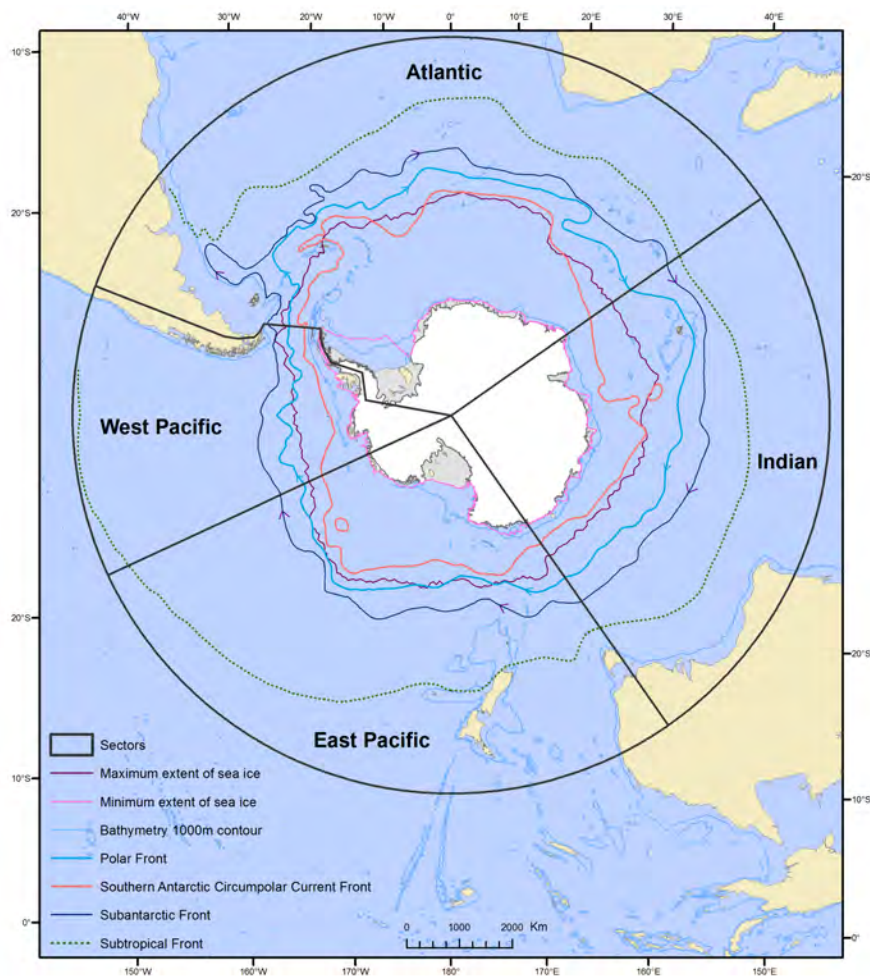 40°W 30°W 20°W 10°W 0° 10°E 20°E 30°E 40°E
10°S
Atlantic
20°S
20°S
West Pacific
Indian
20°S
20°S
East Pacific
Sectors
10°S
10°S
Maximum extent of sea ice
Minimum extent of sea ice
Bathymetry 1000m contour
Polar Front
Southern Antarctic Circumpolar Current Front
Subantarctic Front
0 1000 2000 Km
0°
0°
Subtropical Front
150°W 160°W 170°W 180° 170°E 160°E 150°E